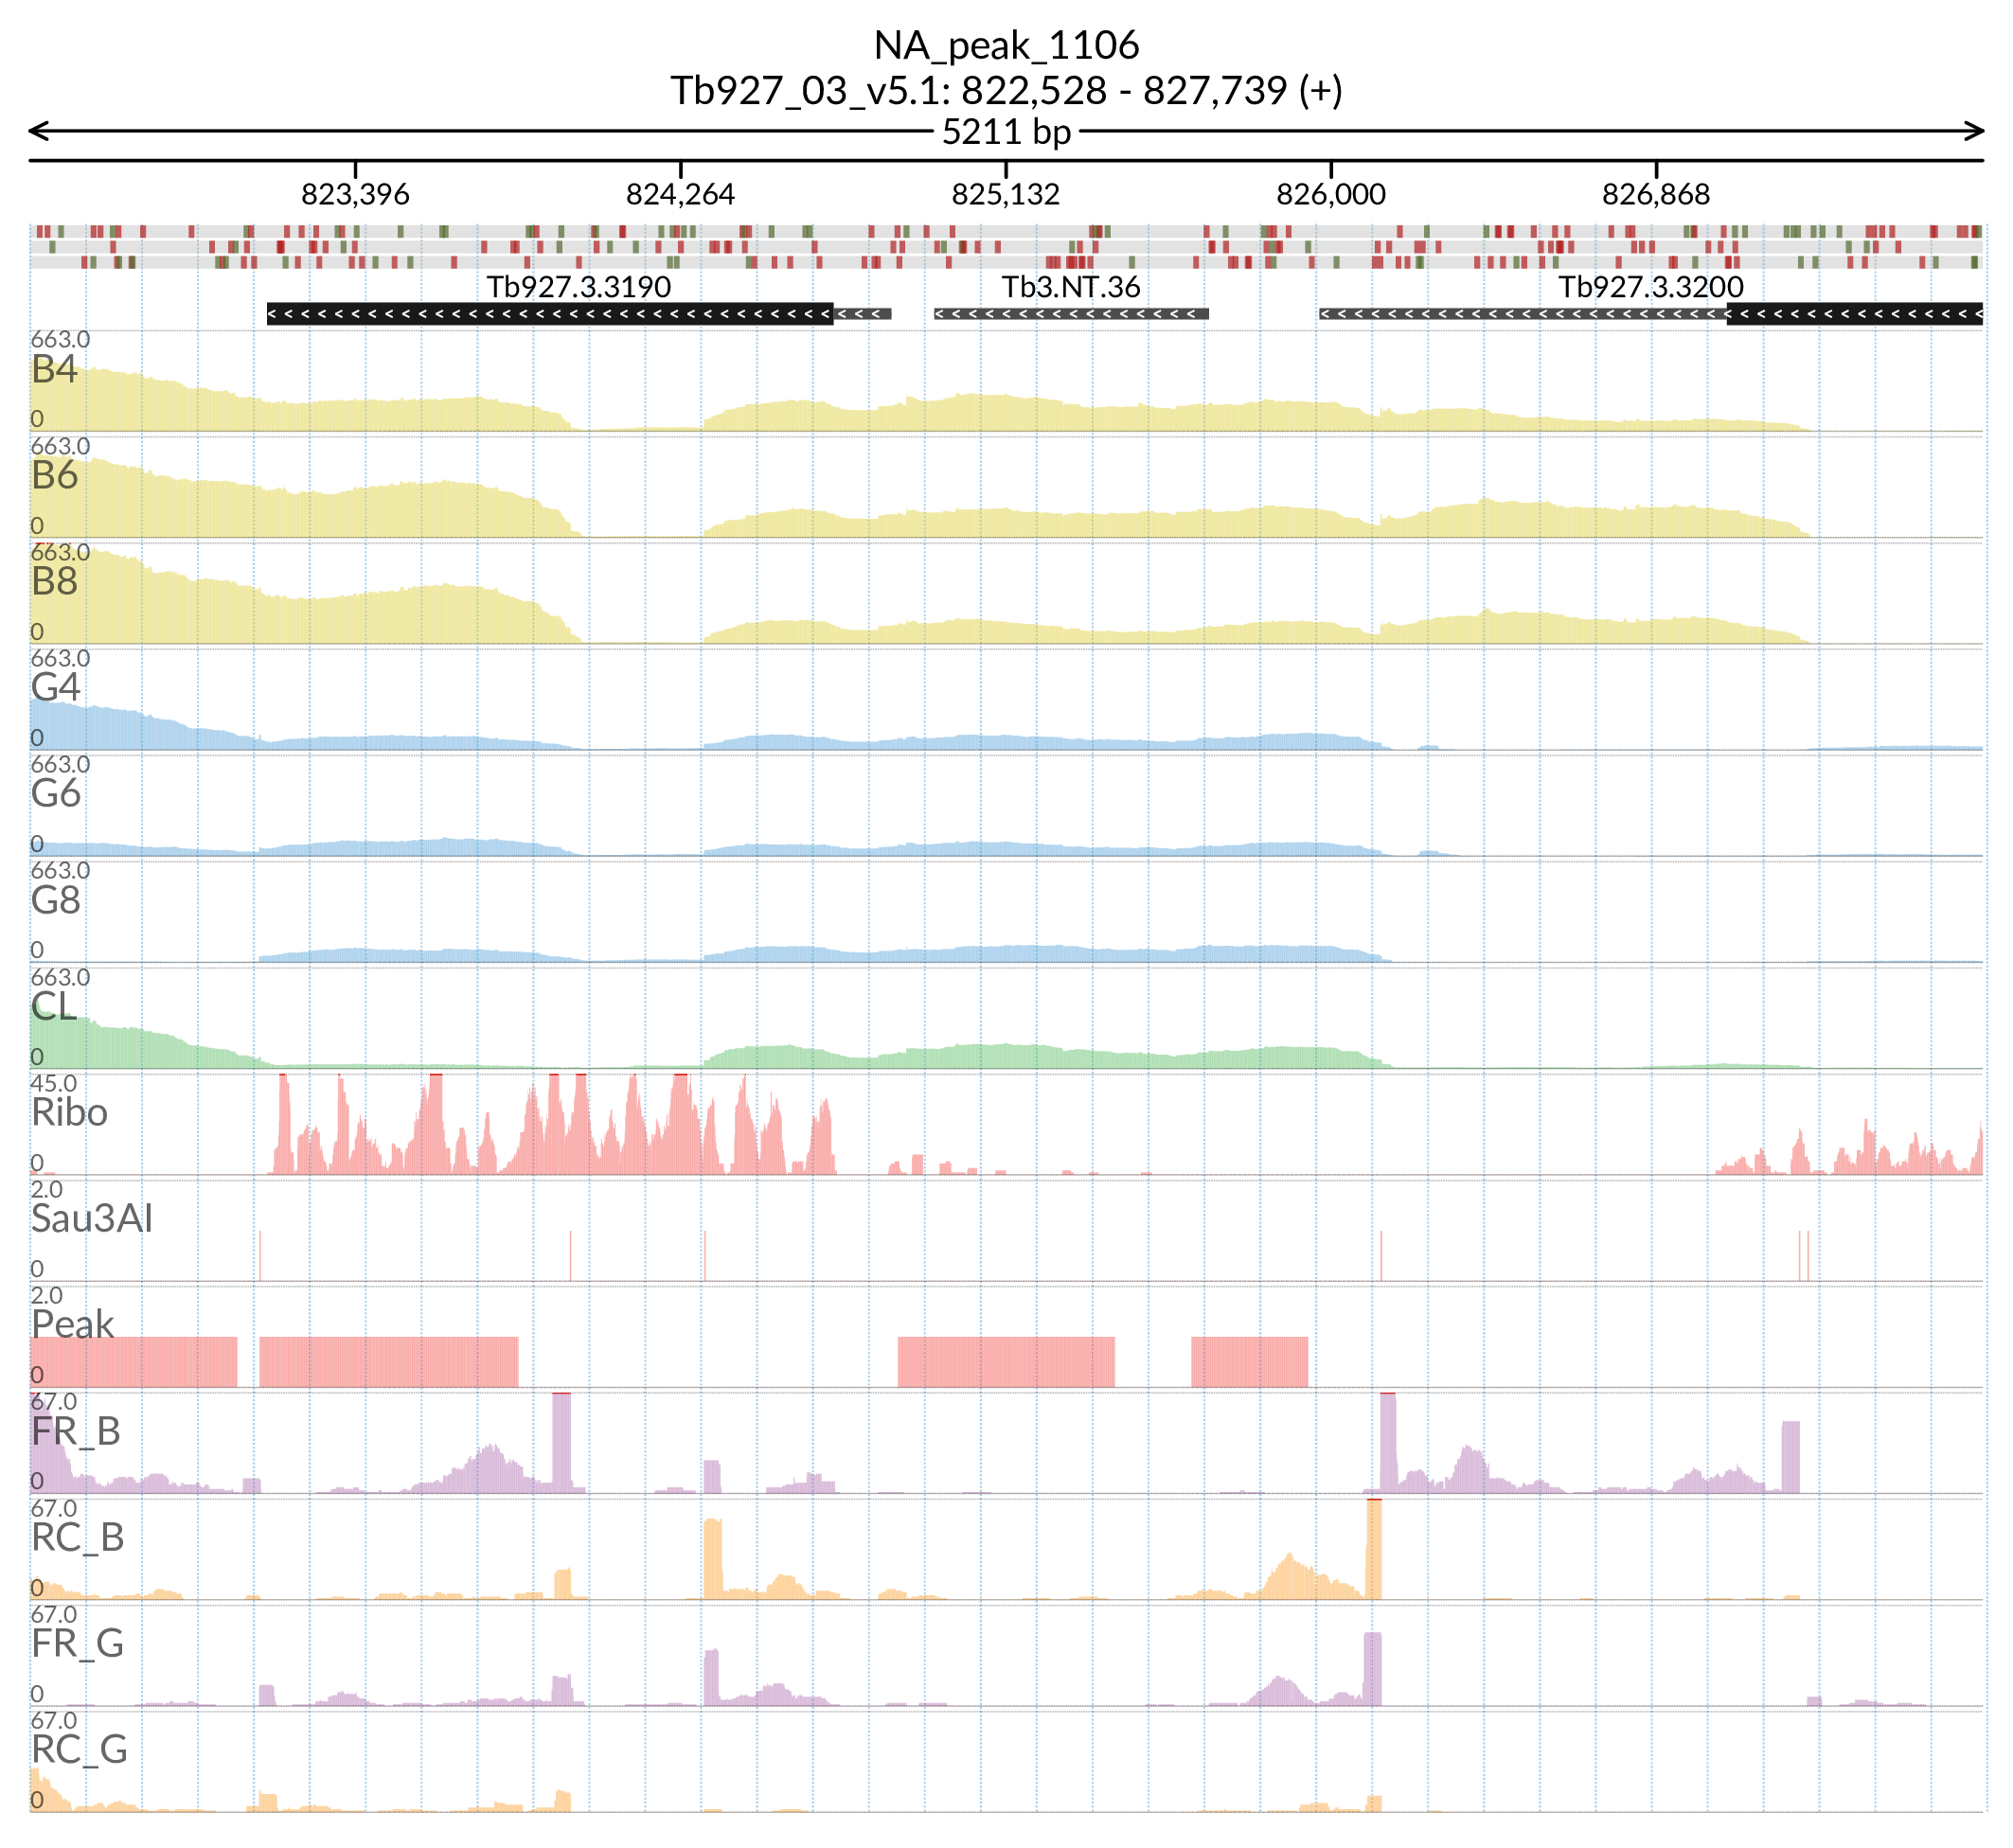 NA_peak_1106
Tb927_03_v5.1: 822,528 - 827,739 (+)
5211 bp
823,396 824,264 825,132 826,000 826,868
Tb927.3.3190 Tb3.NT.36 Tb927.3.3200
663.0
B4
0
663.0
B6
0
663.0
B8
0
663.0
G4
0
663.0
G6
0
663.0
G8
0
663.0
CL
0
45.0
Ribo
0
2.0
Sau3AI
0
2.0
Peak
0
67.0
FR_B
0
67.0
RC_B
0
67.0
FR_G
0
67.0
RC_G
0